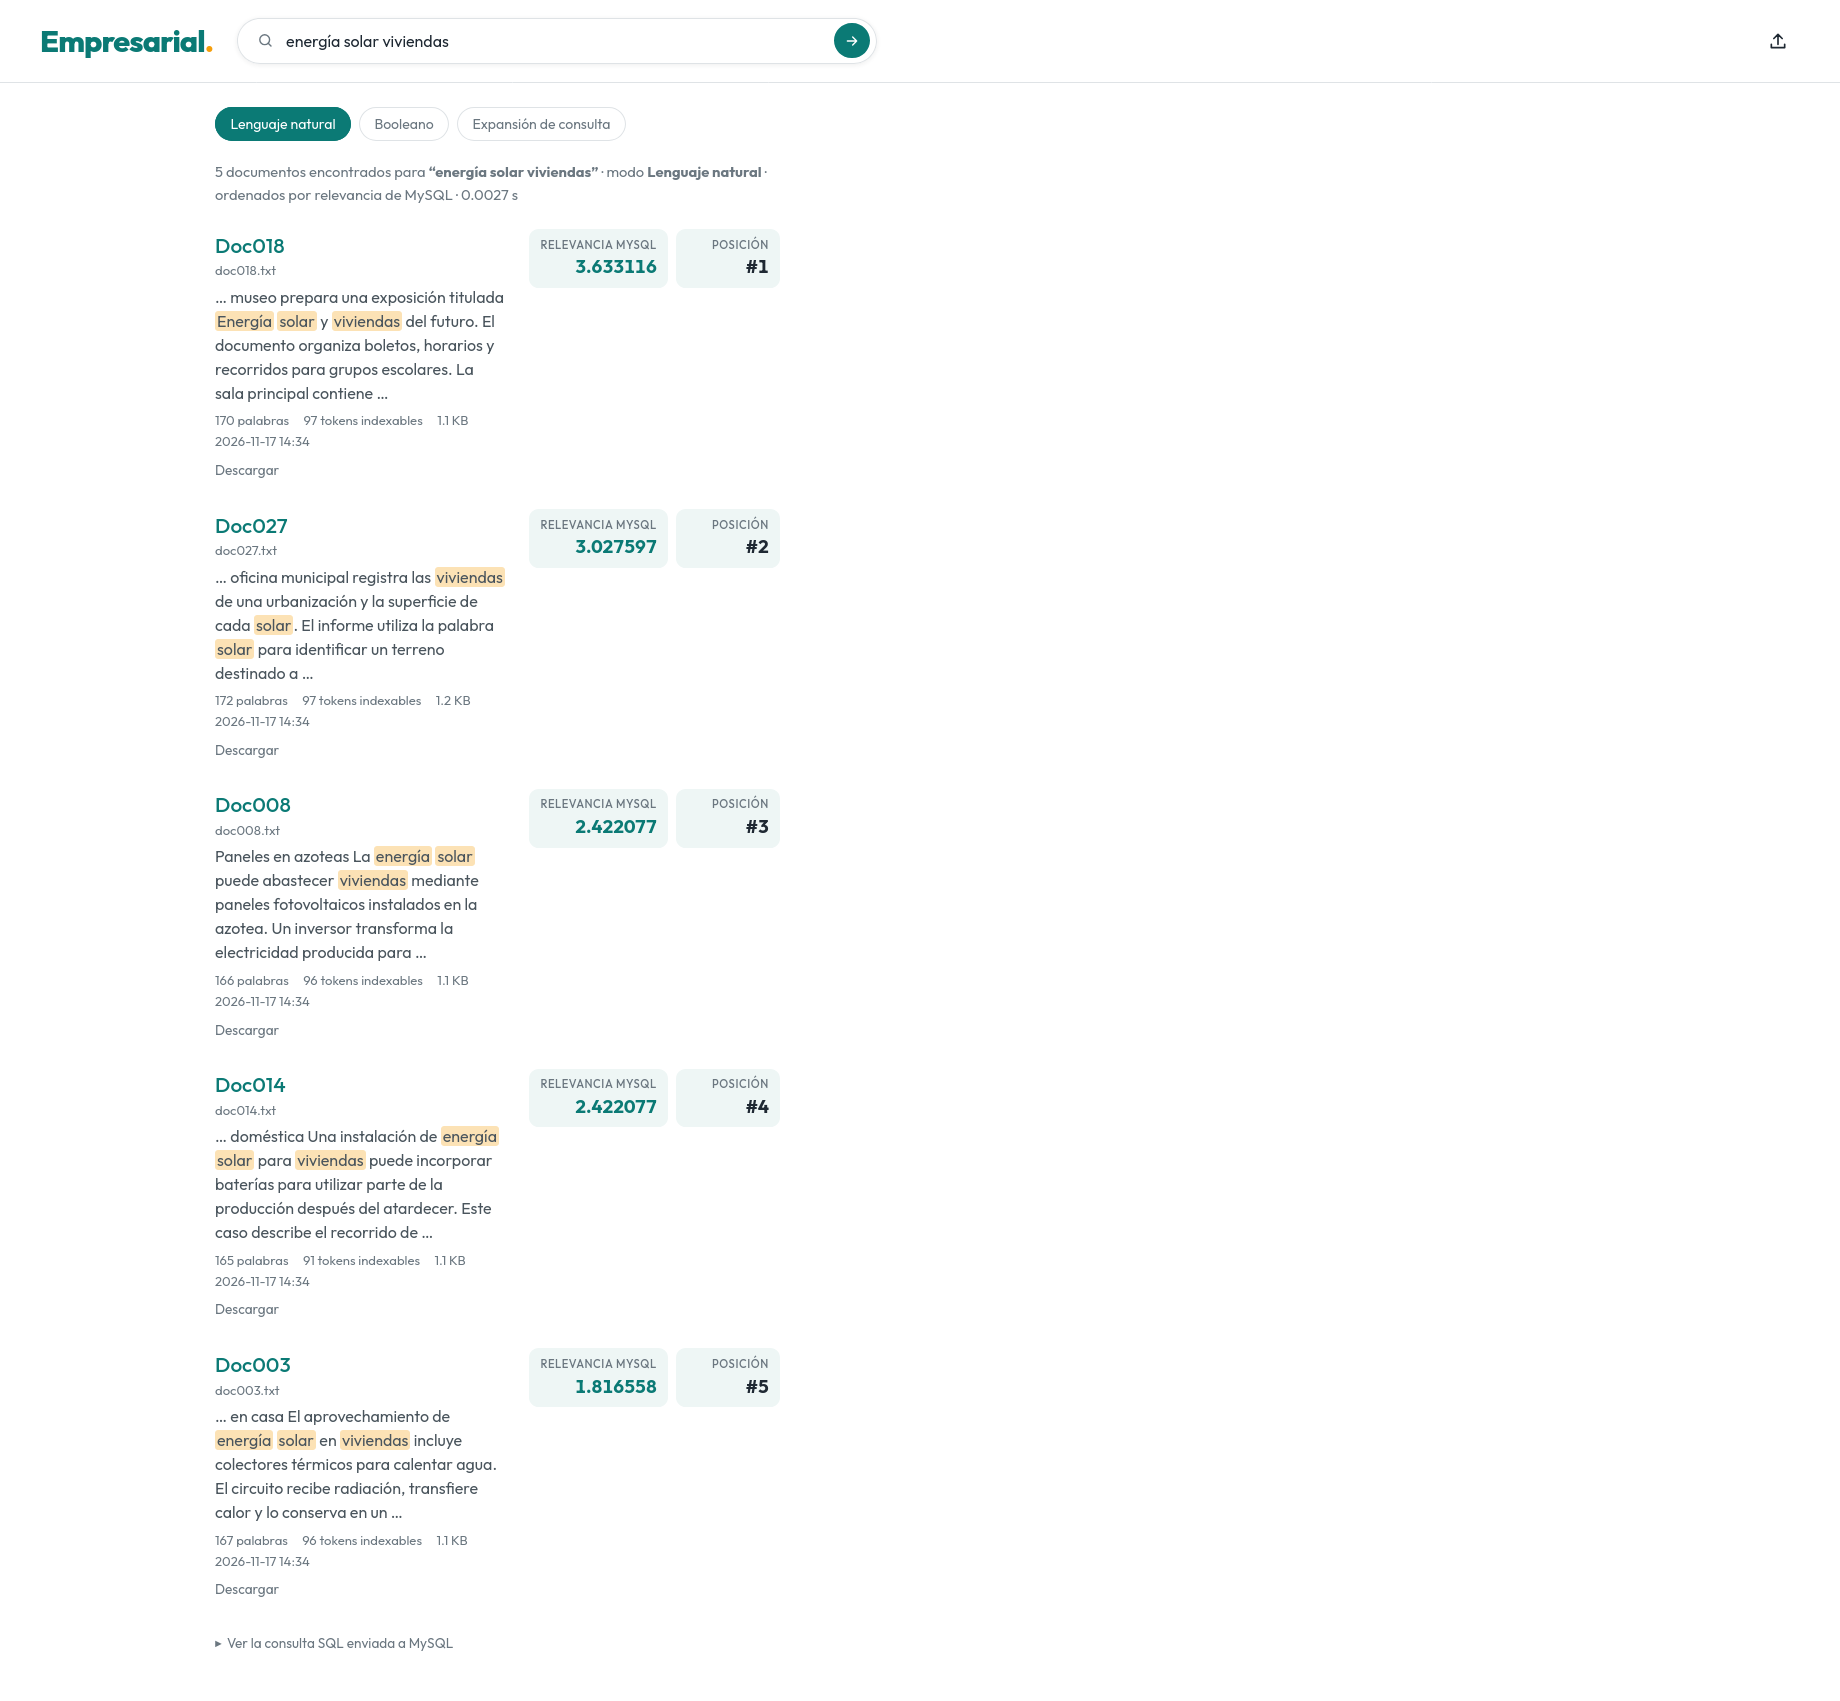 Empresarial.
energía solar viviendas
Lenguaje natural
Booleano
Expansión de consulta
5 documentos encontrados para “energía solar viviendas” · modo Lenguaje natural ·
ordenados por relevancia de MySQL · 0.0027 s
Doc018
doc018.txt
... museo prepara una exposición titulada
Energía solar y viviendas del futuro. El
documento organiza boletos, horarios y
recorridos para grupos escolares. La
sala principal contiene ...
170 palabras 97 tokens indexables 1.1 KB
2026-11-17 14:34
Descargar
RELEVANCIA MYSQL
3.633116
POSICIÓN
#1
Doc027
doc027.txt
... oficina municipal registra las viviendas
de una urbanización y la superficie de
cada solar. El informe utiliza la palabra
solar para identificar un terreno
destinado a ...
172 palabras 97 tokens indexables 1.2 KB
2026-11-17 14:34
Descargar
RELEVANCIA MYSQL
3.027597
POSICIÓN
#2
Doc008
doc008.txt
Paneles en azoteas La energía solar
puede abastecer viviendas mediante
paneles fotovoltaicos instalados en la
azotea. Un inversor transforma la
electricidad producida para ...
166 palabras 96 tokens indexables 1.1 KB
2026-11-17 14:34
Descargar
RELEVANCIA MYSQL
2.422077
POSICIÓN
#3
Doc014
doc014.txt
... doméstica Una instalación de energía
solar para viviendas puede incorporar
baterías para utilizar parte de la
producción después del atardecer. Este
caso describe el recorrido de ...
165 palabras 91 tokens indexables 1.1 KB
2026-11-17 14:34
Descargar
RELEVANCIA MYSQL
2.422077
POSICIÓN
#4
Doc003
doc003.txt
... en casa El aprovechamiento de
energía solar en viviendas incluye
colectores térmicos para calentar agua.
El circuito recibe radiación, transfiere
calor y lo conserva en un ...
167 palabras 96 tokens indexables 1.1 KB
2026-11-17 14:34
Descargar
RELEVANCIA MYSQL
1.816558
POSICIÓN
#5
▸ Ver la consulta SQL enviada a MySQL